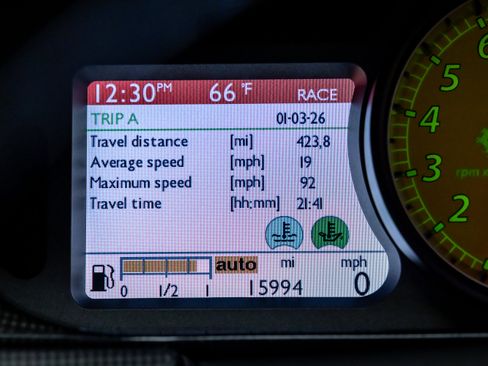 12:30PM 66 °F RACE
TRIP A 01-03-26
Travel distance [mi] 423,8
Average speed [mph] 19
Maximum speed [mph] 92
Travel time [hh:mm] 21:41
auto mi mph
0 1/2 1 15994 0
5
4
3
2
rpm x